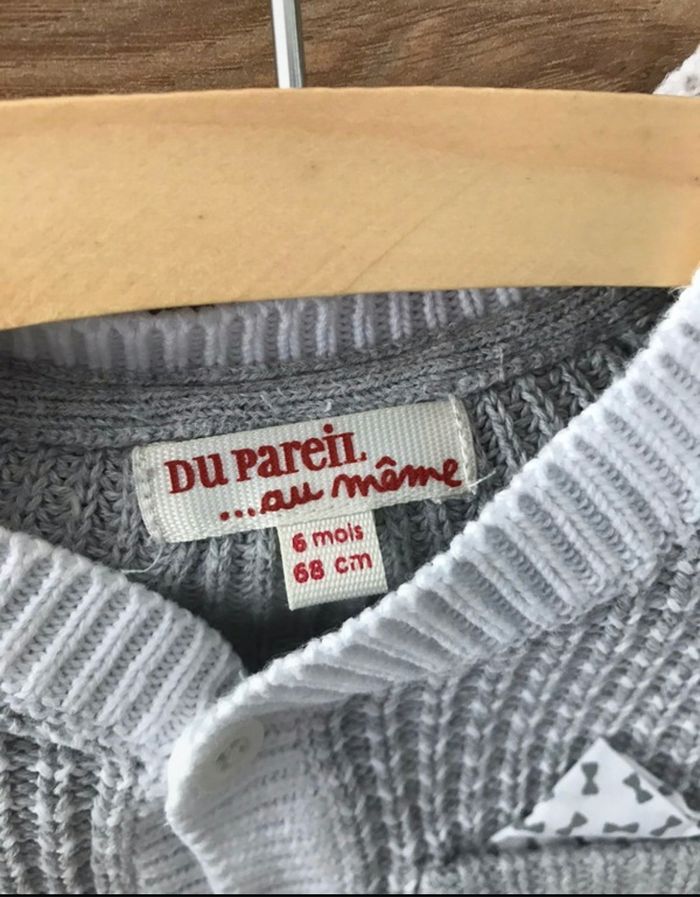 DU PareiL
...au même
6 mois
68 cm